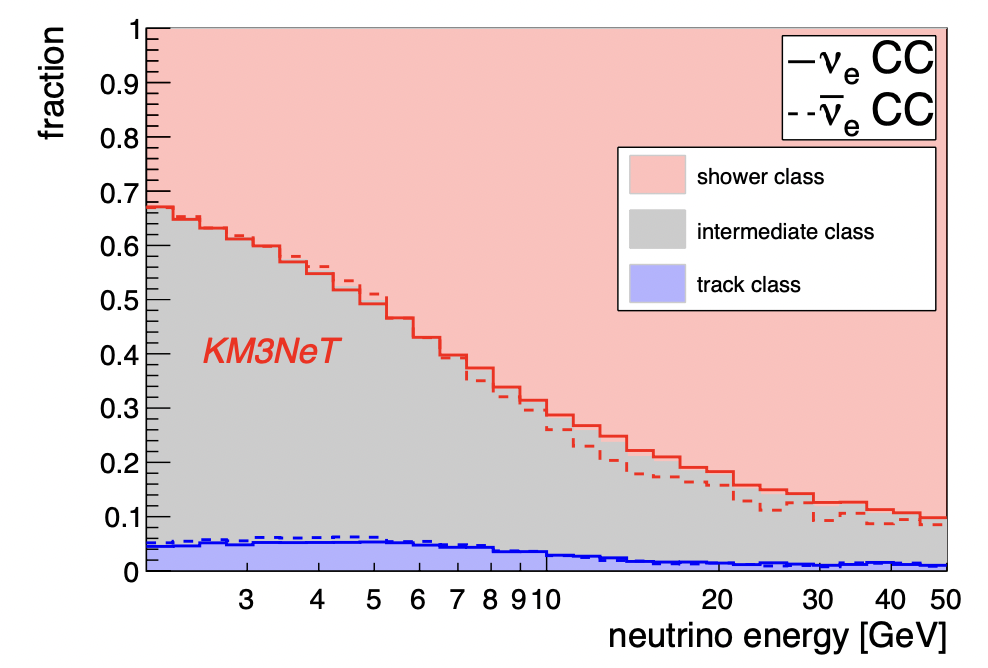 fraction
1
0.9
0.8
0.7
0.6
0.5
0.4
0.3
0.2
0.1
0
νe CC
ν̅e CC
shower class
intermediate class
track class
KM3NeT
3 4 5 6 7 8 9 10 20 30 40 50
neutrino energy [GeV]